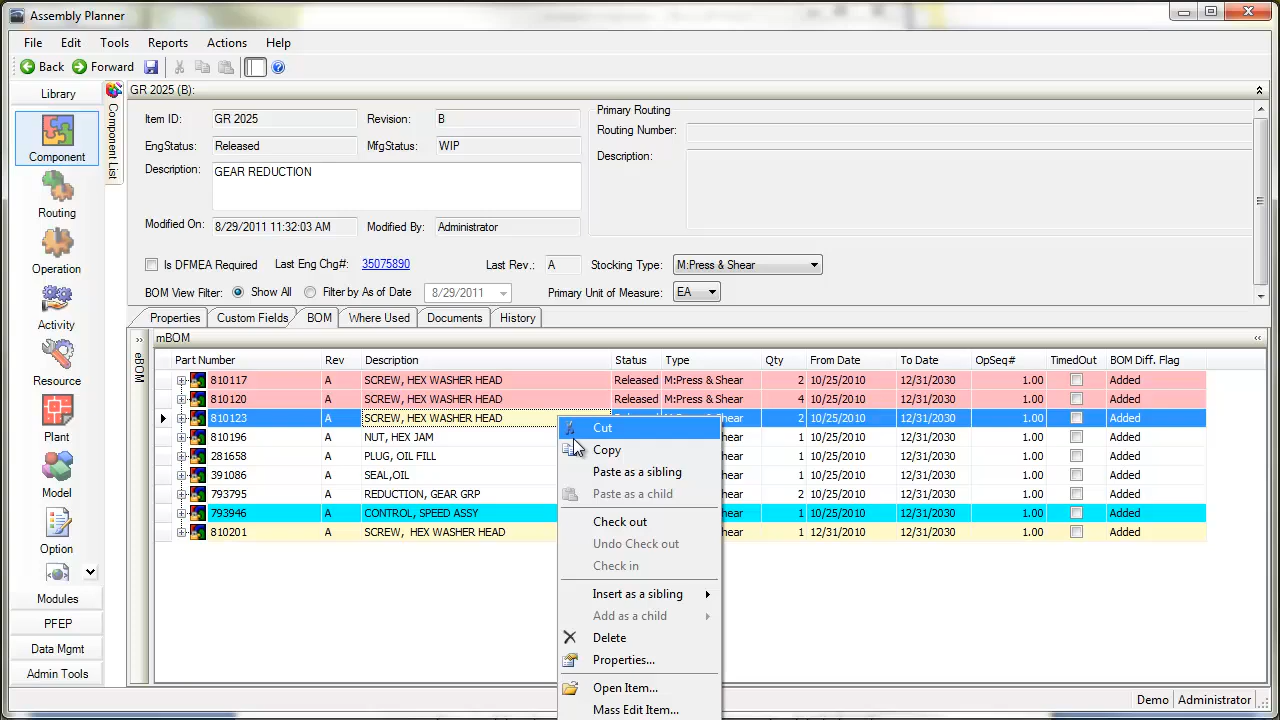 Assembly Planner
File Edit Tools Reports Actions Help
Back Forward
Library
Component
Routing
Operation
Activity
Resource
Plant
Model
Option
Modules
PFEP
Data Mgmt
Admin Tools
Component List
GR 2025 (B):
Item ID: GR 2025 Revision: B
EngStatus: Released MfgStatus: WIP
Description: GEAR REDUCTION
Modified On: 8/29/2011 11:32:03 AM Modified By: Administrator
Primary Routing
Routing Number:
Description:
Is DFMEA Required Last Eng Chg#: 35075890 Last Rev.: A Stocking Type: M:Press & Shear
BOM View Filter: Show All Filter by As of Date 8/29/2011 Primary Unit of Measure: EA
Properties Custom Fields BOM Where Used Documents History
eBOM
mBOM
Part Number Rev Description Status Type Qty From Date To Date OpSeq# TimedOut BOM Diff. Flag
810117 A SCREW, HEX WASHER HEAD Released M:Press & Shear 2 10/25/2010 12/31/2030 1.00 Added
810120 A SCREW, HEX WASHER HEAD Released M:Press & Shear 4 10/25/2010 12/31/2030 1.00 Added
810123 A SCREW, HEX WASHER HEAD 2 10/25/2010 12/31/2030 1.00 Added
810196 A NUT, HEX JAM hear 1 10/25/2010 12/31/2030 1.00 Added
281658 A PLUG, OIL FILL hear 1 10/25/2010 12/31/2030 1.00 Added
391086 A SEAL,OIL hear 1 10/25/2010 12/31/2030 1.00 Added
793795 A REDUCTION, GEAR GRP hear 2 10/25/2010 12/31/2030 1.00 Added
793946 A CONTROL, SPEED ASSY hear 1 10/25/2010 12/31/2030 1.00 Added
810201 A SCREW, HEX WASHER HEAD hear 1 12/31/2010 12/31/2030 1.00 Added
Cut
Copy
Paste as a sibling
Paste as a child
Check out
Undo Check out
Check in
Insert as a sibling
Add as a child
Delete
Properties...
Open Item...
Mass Edit Item...
Demo Administrator